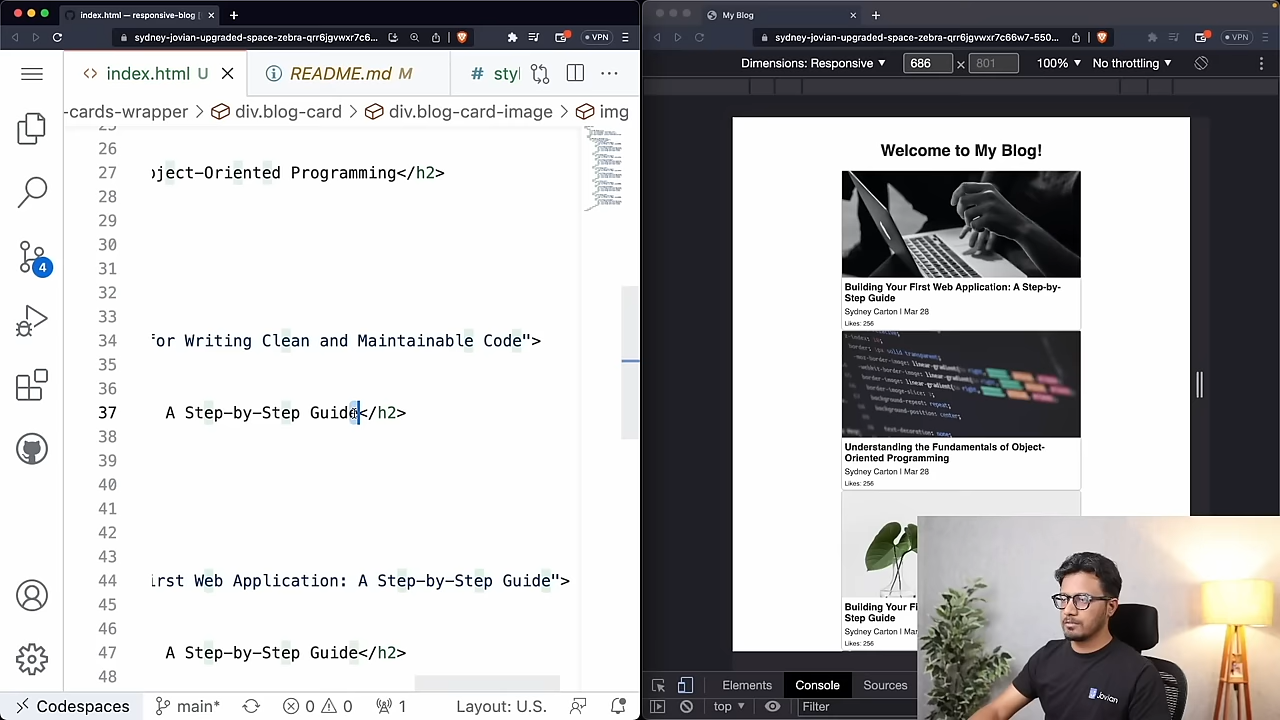 index.html — responsive-blog [
sydney-jovian-upgraded-space-zebra-qrr6jgvwxr7c6...
VPN
My Blog
sydney-jovian-upgraded-space-zebra-qrr6jgvwxr7c66w7-550...
VPN
<> index.html U
README.md M
# styl
Dimensions: Responsive
686 × 801
100%
No throttling
-cards-wrapper > div.blog-card > div.blog-card-image > img
25
26
27 bject-Oriented Programming</h2>
28
29
30
31
32
33
34 for Writing Clean and Maintainable Code">
35
36
37 A Step-by-Step Guide</h2>
38
39
40
41
42
43
44 irst Web Application: A Step-by-Step Guide">
45
46
47 A Step-by-Step Guide</h2>
48
4
Codespaces
main*
0 0
1
Layout: U.S.
Welcome to My Blog!
Building Your First Web Application: A Step-by-
Step Guide
Sydney Carton | Mar 28
Likes: 256
Understanding the Fundamentals of Object-
Oriented Programming
Sydney Carton | Mar 28
Likes: 256
Building Your Fi
Step Guide
Sydney Carton | Mar
Likes: 256
Elements
Console
Sources
top
Filter
.brian